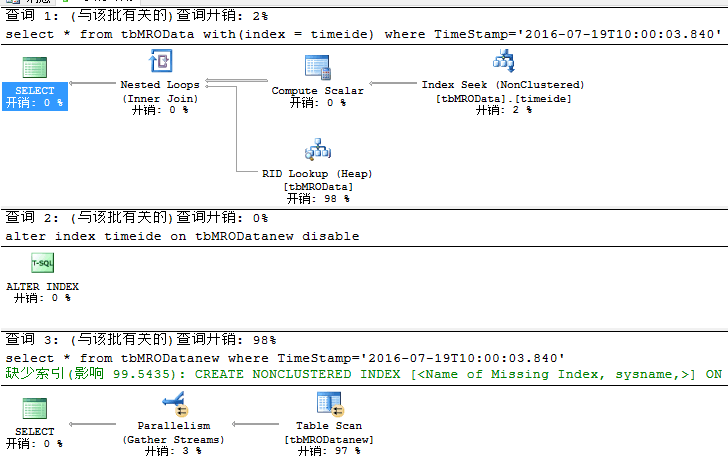 查询 1: (与该批有关的)查询开销: 2%
select * from tbMROData with(index = timeide) where TimeStamp='2016-07-19T10:00:03.840'
SELECT
开销: 0 %
Nested Loops
(Inner Join)
开销: 0 %
Compute Scalar
开销: 0 %
Index Seek (NonClustered)
[tbMROData].[timeide]
开销: 2 %
RID Lookup (Heap)
[tbMROData]
开销: 98 %
查询 2: (与该批有关的)查询开销: 0%
alter index timeide on tbMRODatanew disable
T-SQL
ALTER INDEX
开销: 0 %
查询 3: (与该批有关的)查询开销: 98%
select * from tbMRODatanew where TimeStamp='2016-07-19T10:00:03.840'
缺少索引(影响 99.5435): CREATE NONCLUSTERED INDEX [<Name of Missing Index, sysname,>] ON
SELECT
开销: 0 %
Parallelism
(Gather Streams)
开销: 3 %
Table Scan
[tbMRODatanew]
开销: 97 %